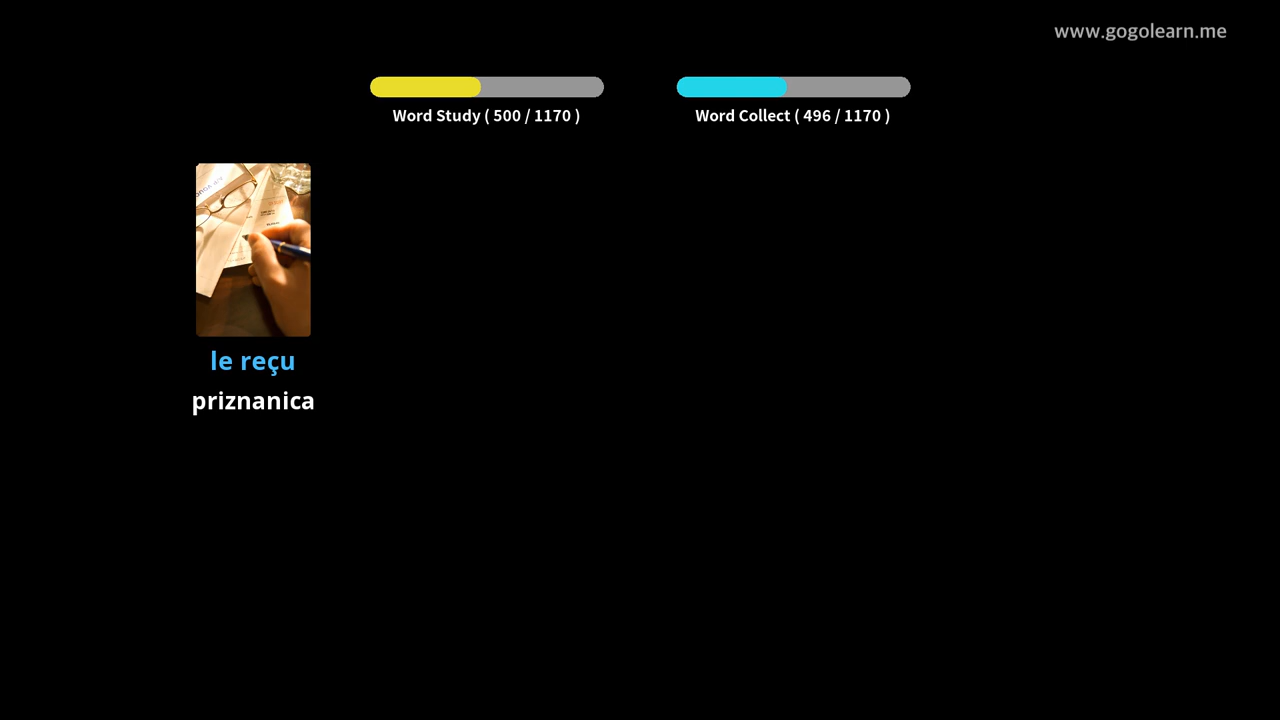 www.gogolearn.me
Word Study ( 500 / 1170 )
Word Collect ( 496 / 1170 )
le reçu
priznanica